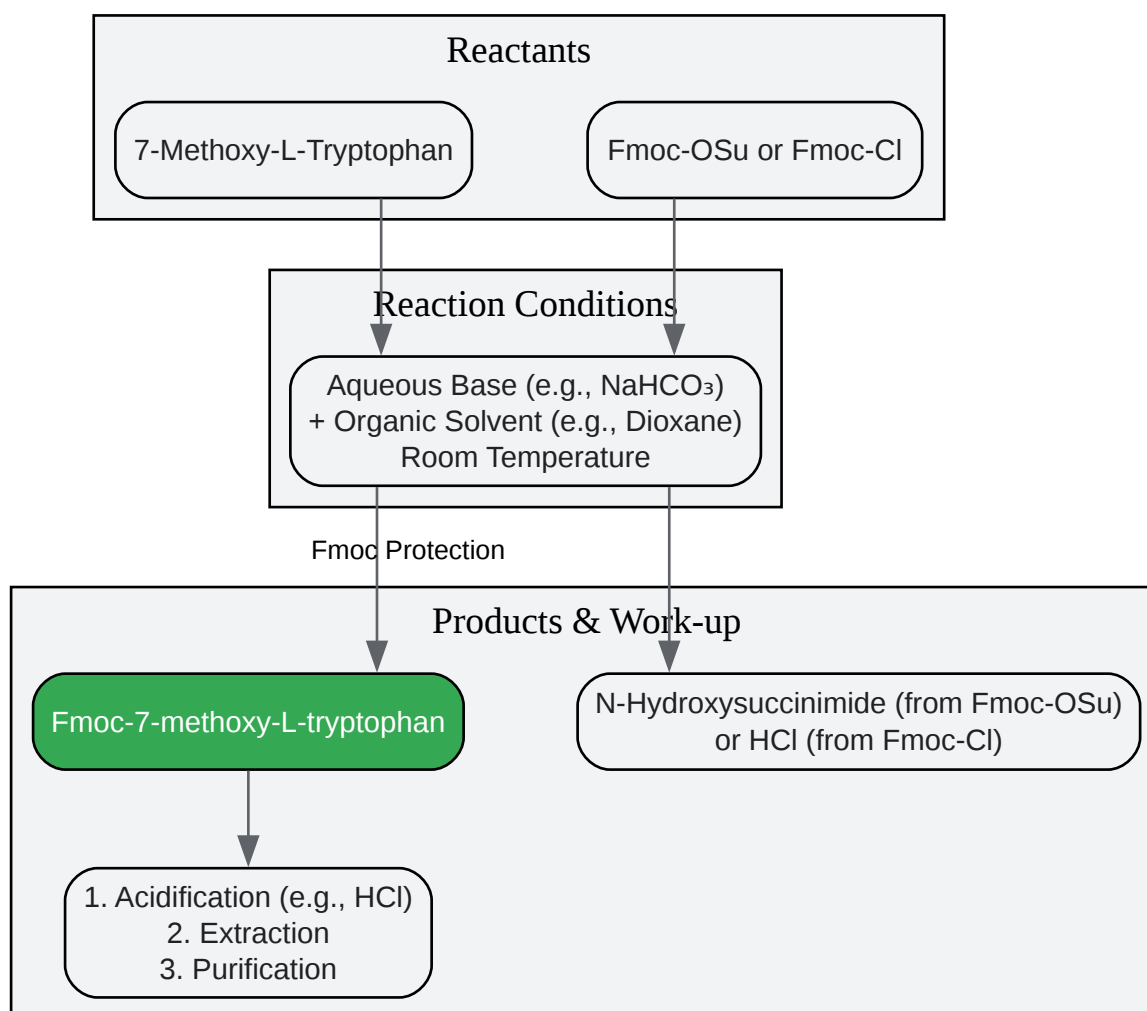 Reactants
7-Methoxy-L-Tryptophan
Fmoc-OSu or Fmoc-Cl
Reaction Conditions
Aqueous Base (e.g., NaHCO₃)
+ Organic Solvent (e.g., Dioxane)
Room Temperature
Fmoc Protection
Products & Work-up
Fmoc-7-methoxy-L-tryptophan
N-Hydroxysuccinimide (from Fmoc-OSu)
or HCl (from Fmoc-Cl)
1. Acidification (e.g., HCl)
2. Extraction
3. Purification